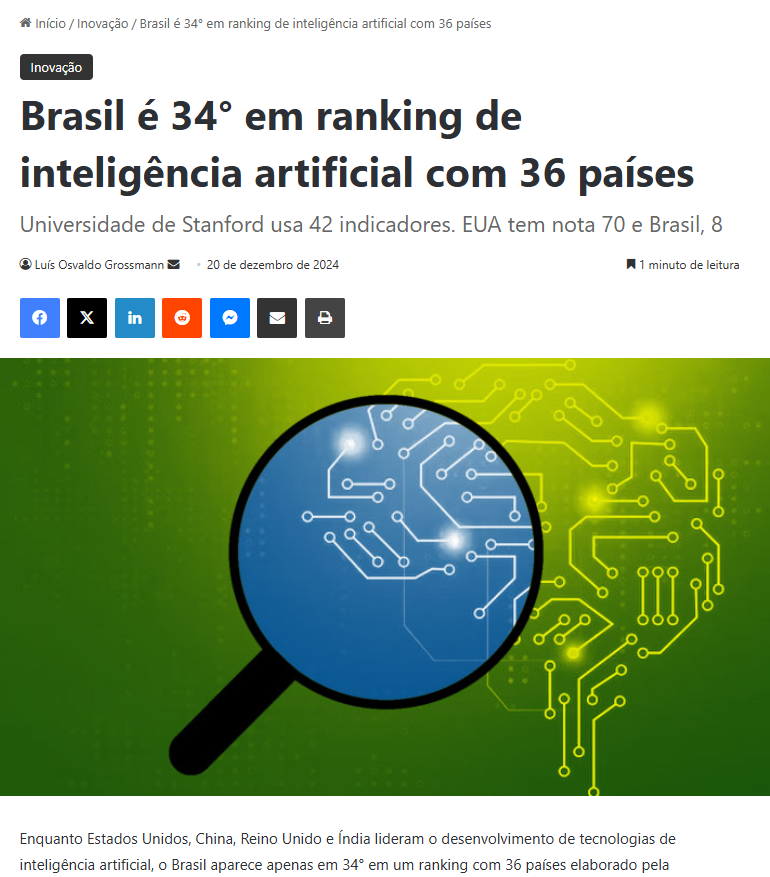 Início / Inovação / Brasil é 34° em ranking de inteligência artificial com 36 países
Inovação
Brasil é 34° em ranking de
inteligência artificial com 36 países
Universidade de Stanford usa 42 indicadores. EUA tem nota 70 e Brasil, 8
Luís Osvaldo Grossmann 20 de dezembro de 2024 1 minuto de leitura
Enquanto Estados Unidos, China, Reino Unido e Índia lideram o desenvolvimento de tecnologias de
inteligência artificial, o Brasil aparece apenas em 34° em um ranking com 36 países elaborado pela